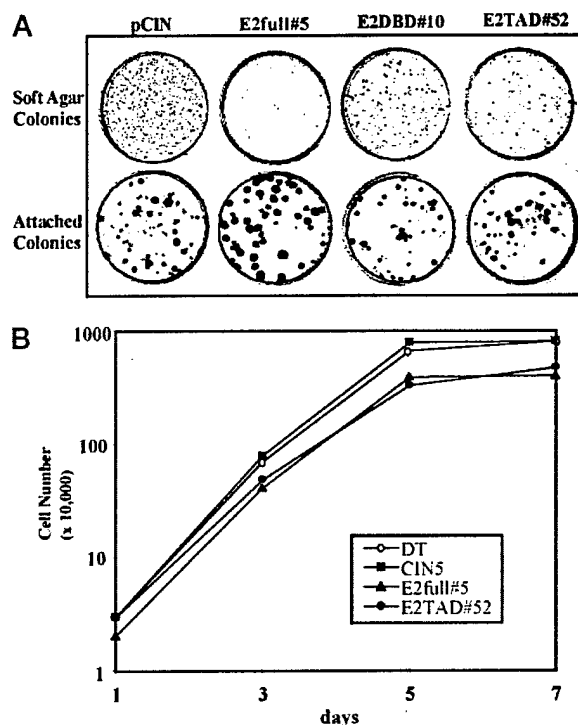 A
pCIN E2full#5 E2DBD#10 E2TAD#52
Soft Agar
Colonies
Attached
Colonies
B
1000
100
10
1
Cell Number
(x 10,000)
DT
CIN5
E2full#5
E2TAD#52
1 3 5 7
days